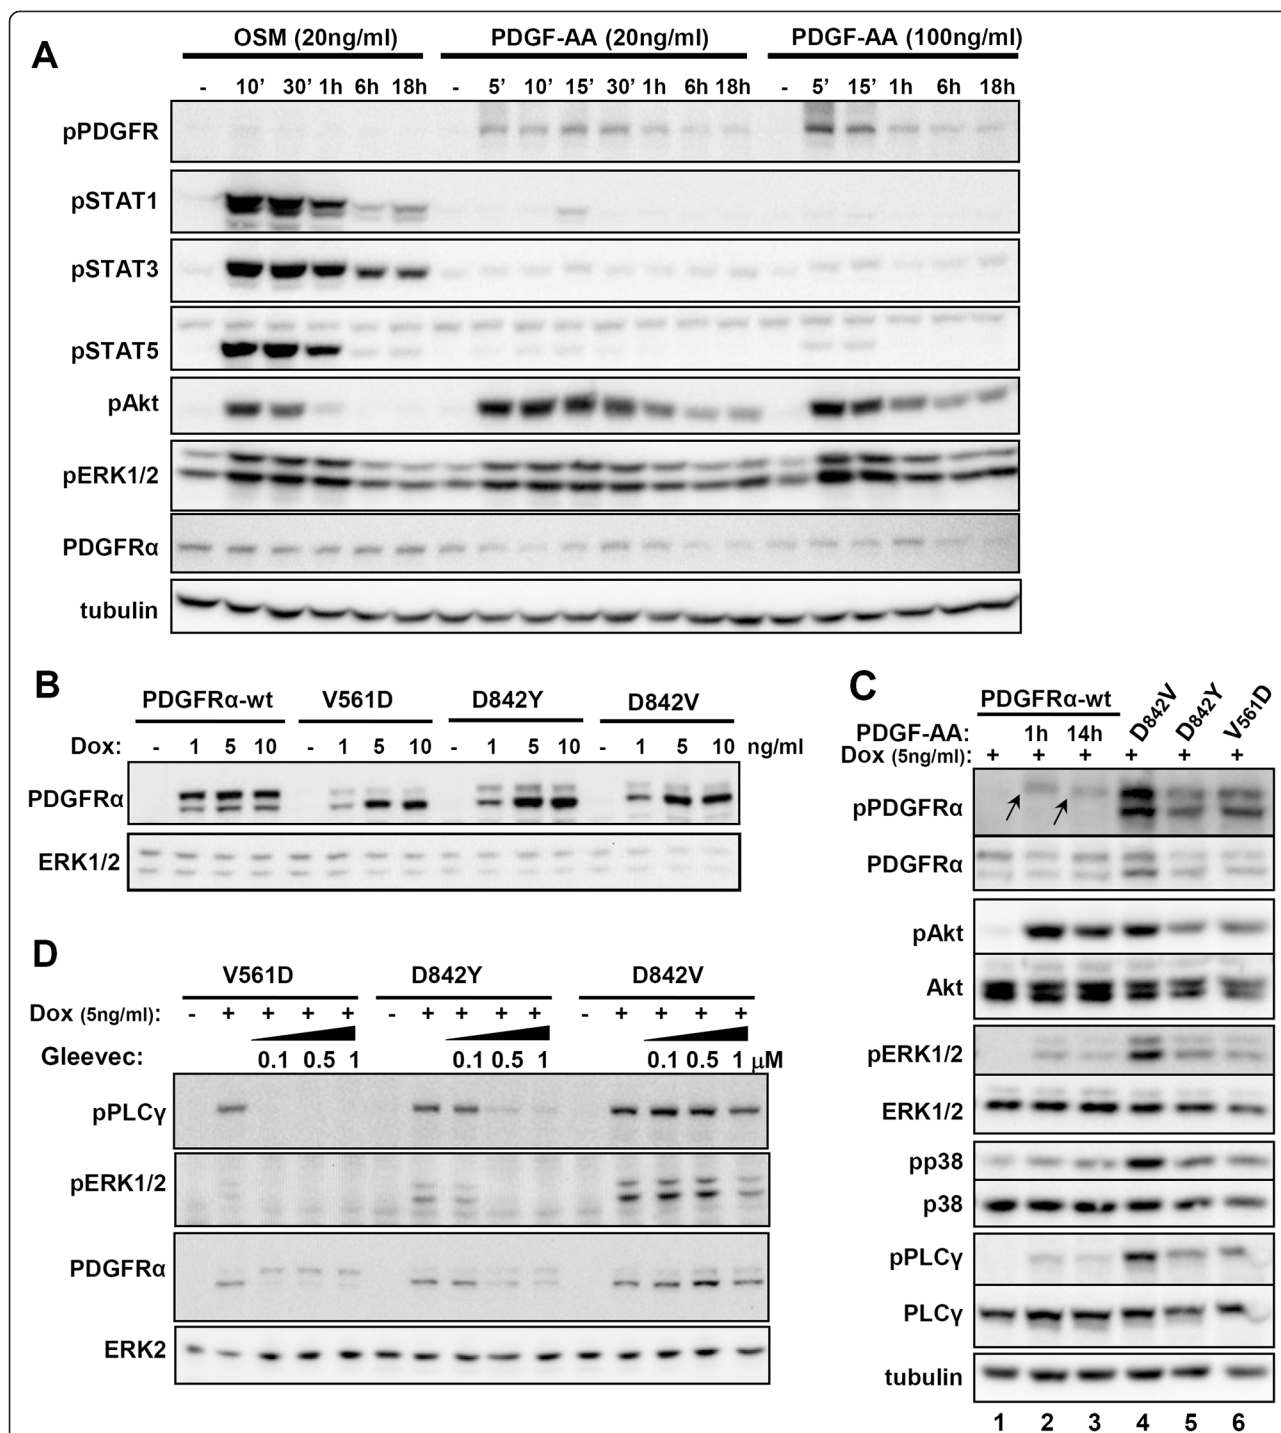 A
OSM (20ng/ml) PDGF-AA (20ng/ml) PDGF-AA (100ng/ml)
- 10' 30' 1h 6h 18h - 5' 10' 15' 30' 1h 6h 18h - 5' 15' 1h 6h 18h
pPDGFR
pSTAT1
pSTAT3
pSTAT5
pAkt
pERK1/2
PDGFRα
tubulin
B
PDGFRα-wt V561D D842Y D842V
Dox: - 1 5 10 - 1 5 10 - 1 5 10 - 1 5 10 ng/ml
PDGFRα
ERK1/2
C
PDGFRα-wt D842V D842Y V561D
PDGF-AA: 1h 14h
Dox (5ng/ml): + + + + + +
pPDGFRα
PDGFRα
pAkt
Akt
pERK1/2
ERK1/2
pp38
p38
pPLCγ
PLCγ
tubulin
1 2 3 4 5 6
D
V561D D842Y D842V
Dox (5ng/ml): - + + + + - + + + + - + + + +
Gleevec: 0.1 0.5 1 0.1 0.5 1 0.1 0.5 1 μM
pPLCγ
pERK1/2
PDGFRα
ERK2